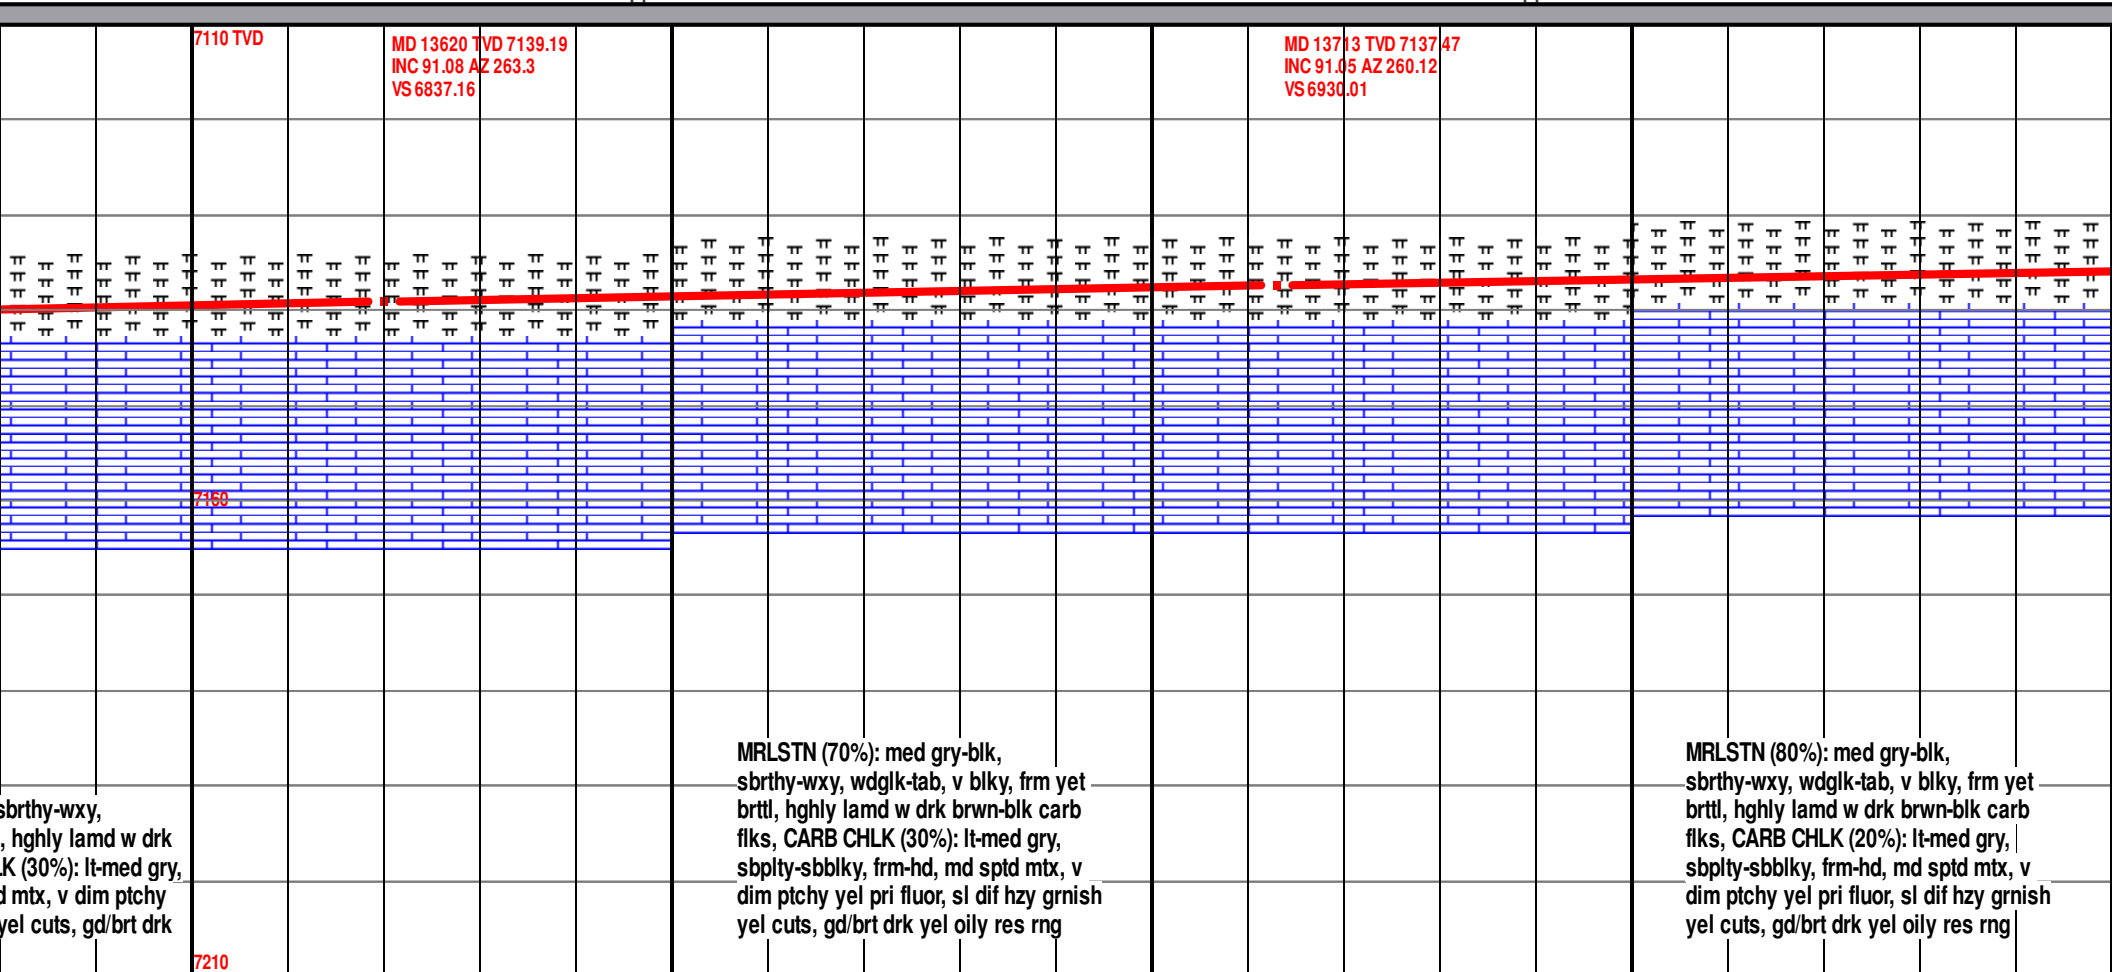 7110 TVD
MD 13620 TVD 7139.19
INC 91.08 AZ 263.3
VS 6837.16
MD 13713 TVD 7137.47
INC 91.05 AZ 260.12
VS 6930.01
7160
sbrthy-wxy,
, hghly lamd w drk
LK (30%): lt-med gry,
d mtx, v dim ptchy
yel cuts, gd/brt drk
MRLSTN (70%): med gry-blk,
sbrthy-wxy, wdglk-tab, v blky, frm yet
brttl, hghly lamd w drk brwn-blk carb
flks, CARB CHLK (30%): lt-med gry,
sbplty-sbblky, frm-hd, md sptd mtx, v
dim ptchy yel pri fluor, sl dif hzy grnish
yel cuts, gd/brt drk yel oily res rng
MRLSTN (80%): med gry-blk,
sbrthy-wxy, wdglk-tab, v blky, frm yet
brttl, hghly lamd w drk brwn-blk carb
flks, CARB CHLK (20%): lt-med gry,
sbplty-sbblky, frm-hd, md sptd mtx, v
dim ptchy yel pri fluor, sl dif hzy grnish
yel cuts, gd/brt drk yel oily res rng
7210